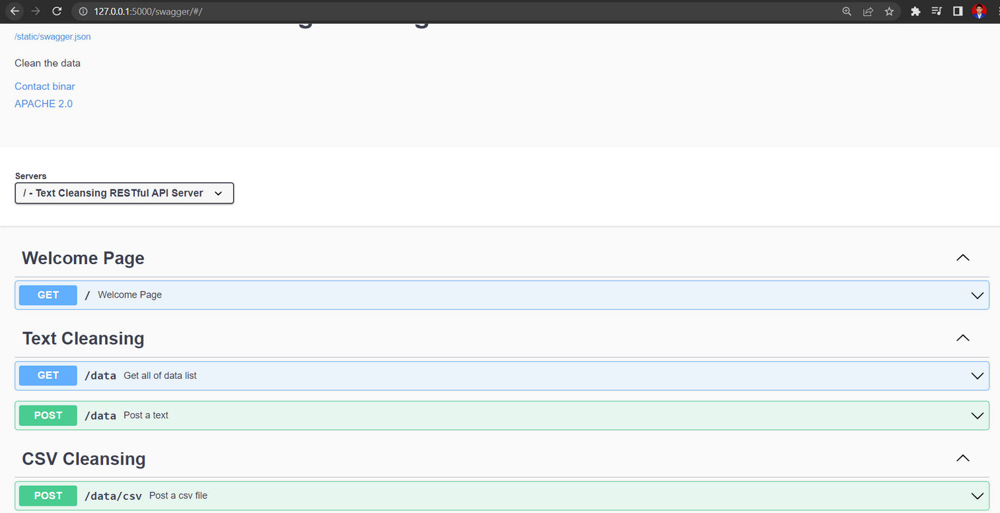 127.0.0.1:5000/swagger/#/
/static/swagger.json
Clean the data
Contact binar
APACHE 2.0
Servers
/ - Text Cleansing RESTful API Server
Welcome Page
GET / Welcome Page
Text Cleansing
GET /data Get all of data list
POST /data Post a text
CSV Cleansing
POST /data/csv Post a csv file